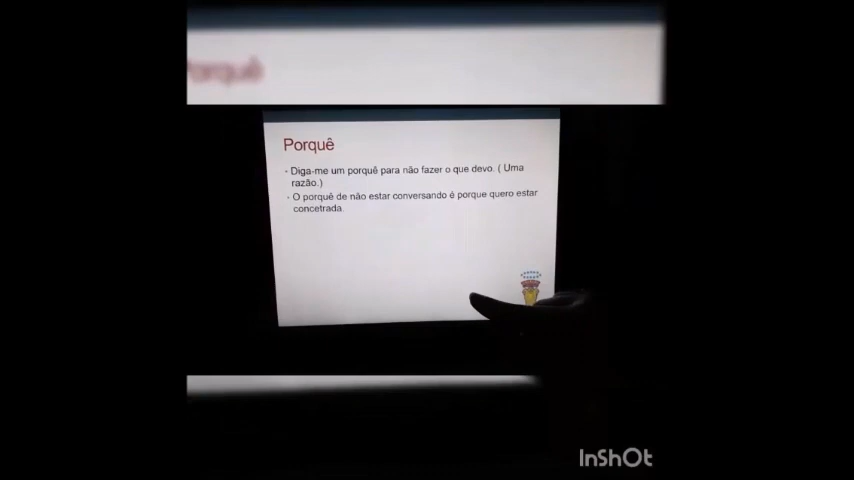 Porquê
Porquê
• Diga-me um porquê para não fazer o que devo. ( Uma
razão.)
• O porquê de não estar conversando é porque quero estar
concetrada.
InShOt